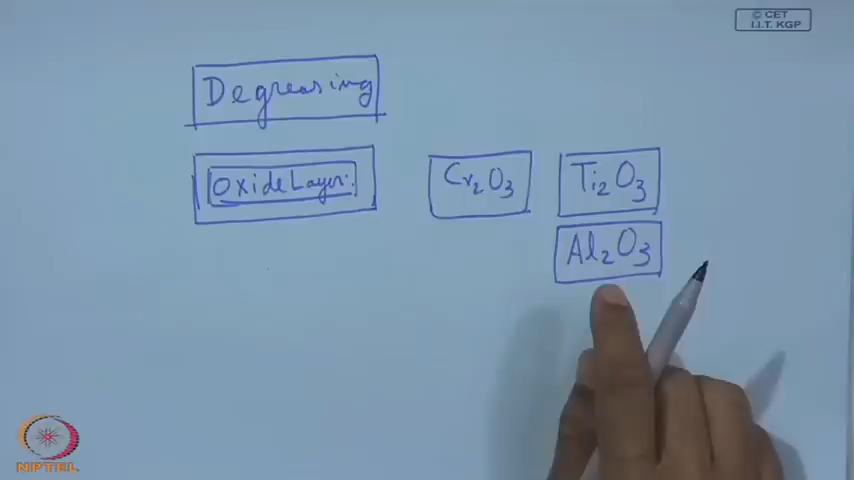 © CET
I.I.T. KGP
Degreasing
Oxide Layer:
Cr₂O₃
Ti₂O₃
Al₂O₃
NPTEL